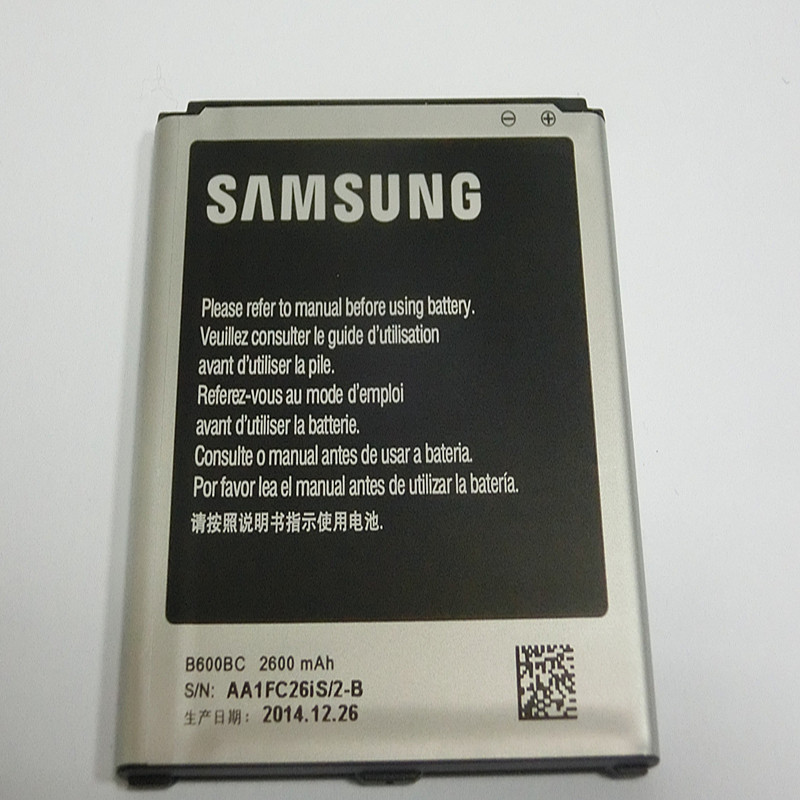 ⊖ ⊕
SAMSUNG
Please refer to manual before using battery.
Veuillez consulter le guide d'utilisation
avant d'utiliser la pile.
Referez-vous au mode d'emploi
avant d'utiliser la batterie.
Consulte o manual antes de usar a bateria.
Por favor lea el manual antes de utilizar la batería.
请按照说明书指示使用电池.
B600BC 2600 mAh
S/N: AA1FC26iS/2-B
生产日期: 2014.12.26